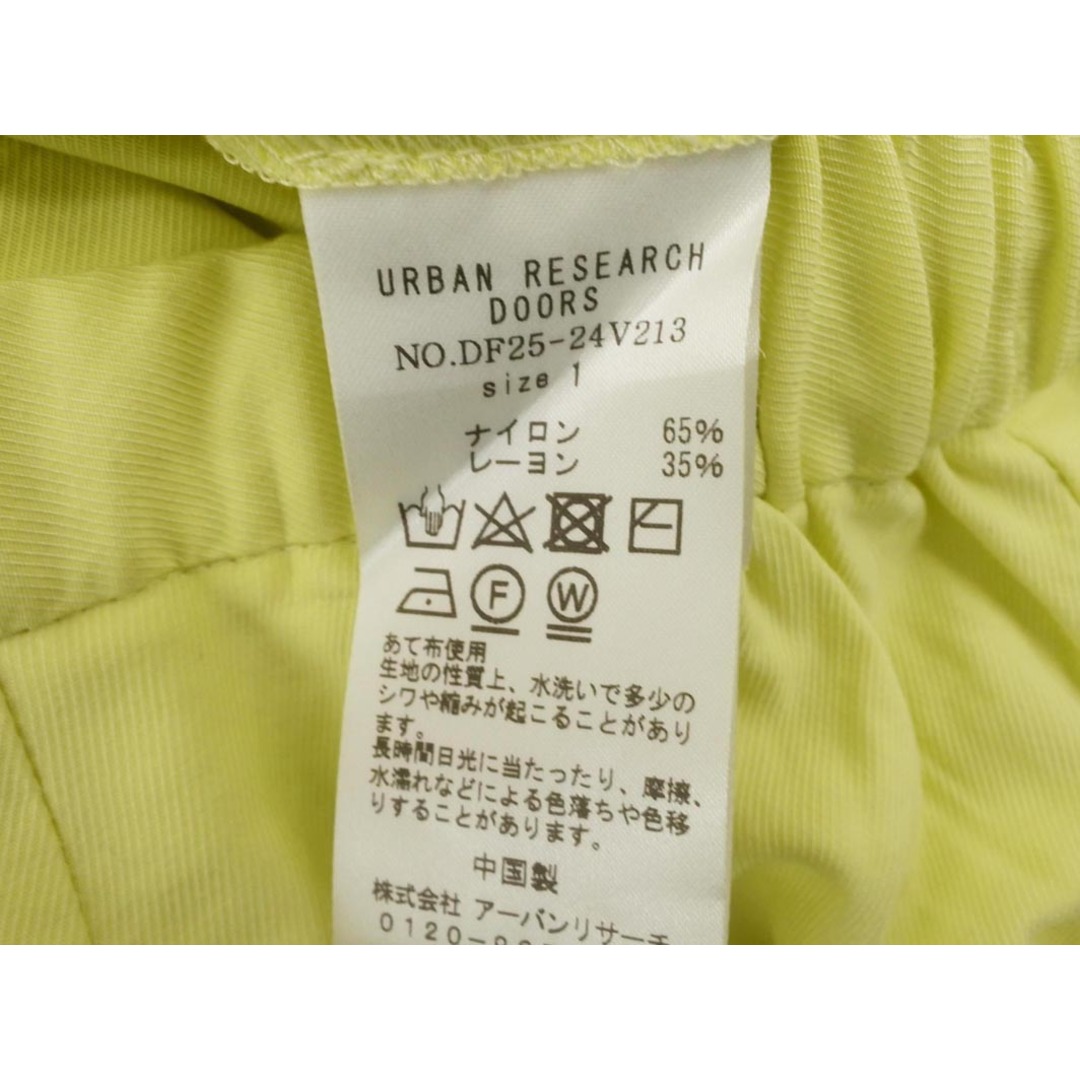 URBAN RESEARCH
DOORS
NO.DF25-24V213
size 1
ナイロン 65%
レーヨン 35%
F W
あて布使用
生地の性質上、水洗いで多少の
シワや縮みが起こることがあり
ます。
長時間日光に当たったり、摩擦、
水濡れなどによる色落ちや色移
りすることがあります。
中国製
株式会社 アーバンリサーチ
0120-